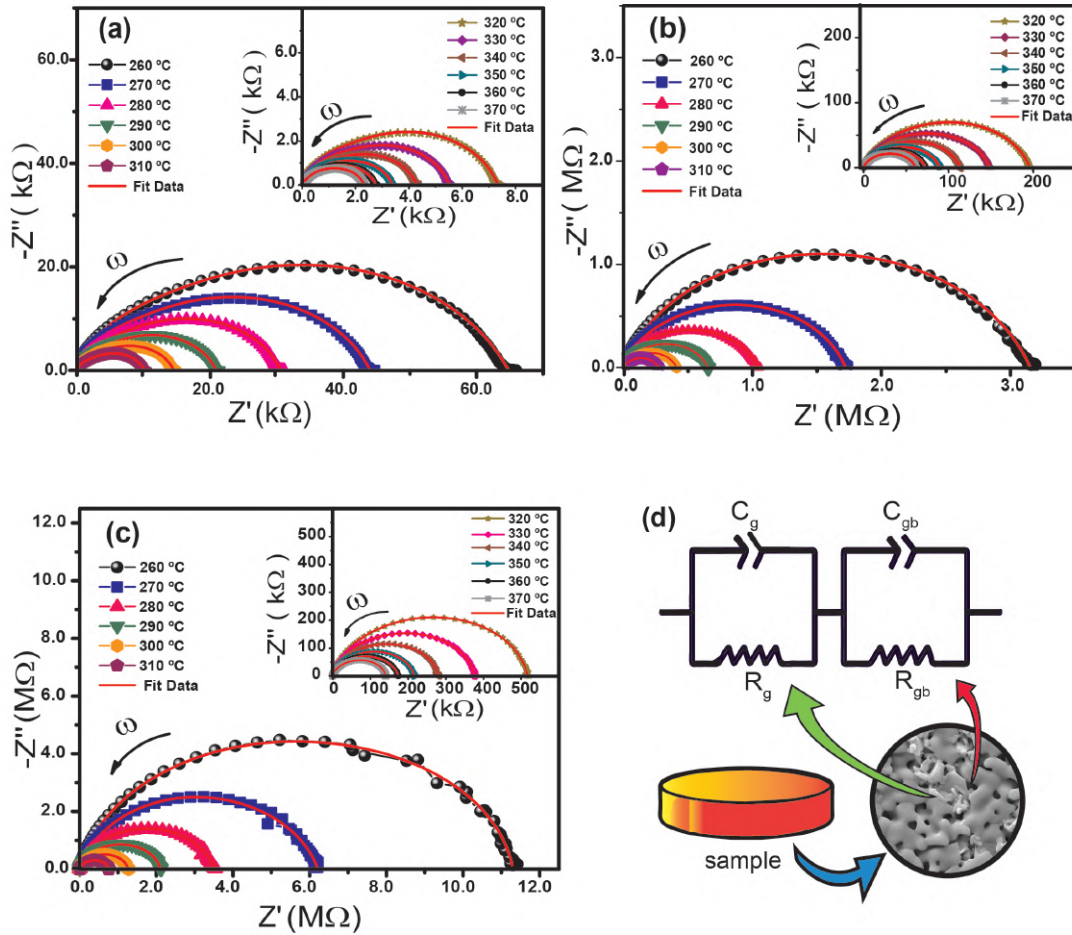 (a)
70.0
60.0
40.0
20.0
0.0
-Z'' ( kΩ)
0
20
40
60
Z' (kΩ)
260 ºC
270 ºC
280 ºC
290 ºC
300 ºC
310 ºC
Fit Data
ω
6.0
4.0
2.0
0.0
-Z'' ( kΩ)
0.0
2.0
4.0
6.0
8.0
Z' (kΩ)
320 ºC
330 ºC
340 ºC
350 ºC
360 ºC
370 ºC
Fit Data
ω
(b)
3.0
2.0
1.0
0.0
-Z'' ( MΩ)
0.0
1.0
2.0
3.0
Z' (MΩ)
260 ºC
270 ºC
280 ºC
290 ºC
300 ºC
310 ºC
Fit Data
ω
200
150
100
50
0
-Z'' ( kΩ)
0
100
200
Z' (kΩ)
320 ºC
330 ºC
340 ºC
350 ºC
360 ºC
370 ºC
Fit Data
ω
(c)
12.0
10.0
8.0
6.0
4.0
2.0
0.0
-Z'' (MΩ)
0.0
2.0
4.0
6.0
8.0
10.0
12.0
Z' (MΩ)
260 ºC
270 ºC
280 ºC
290 ºC
300 ºC
310 ºC
Fit Data
ω
500
400
300
200
100
0
-Z'' ( kΩ)
0
100
200
300
400
500
Z' (kΩ)
320 ºC
330 ºC
340 ºC
350 ºC
360 ºC
370 ºC
Fit Data
ω
(d)
Cg
Cgb
Rg
Rgb
sample